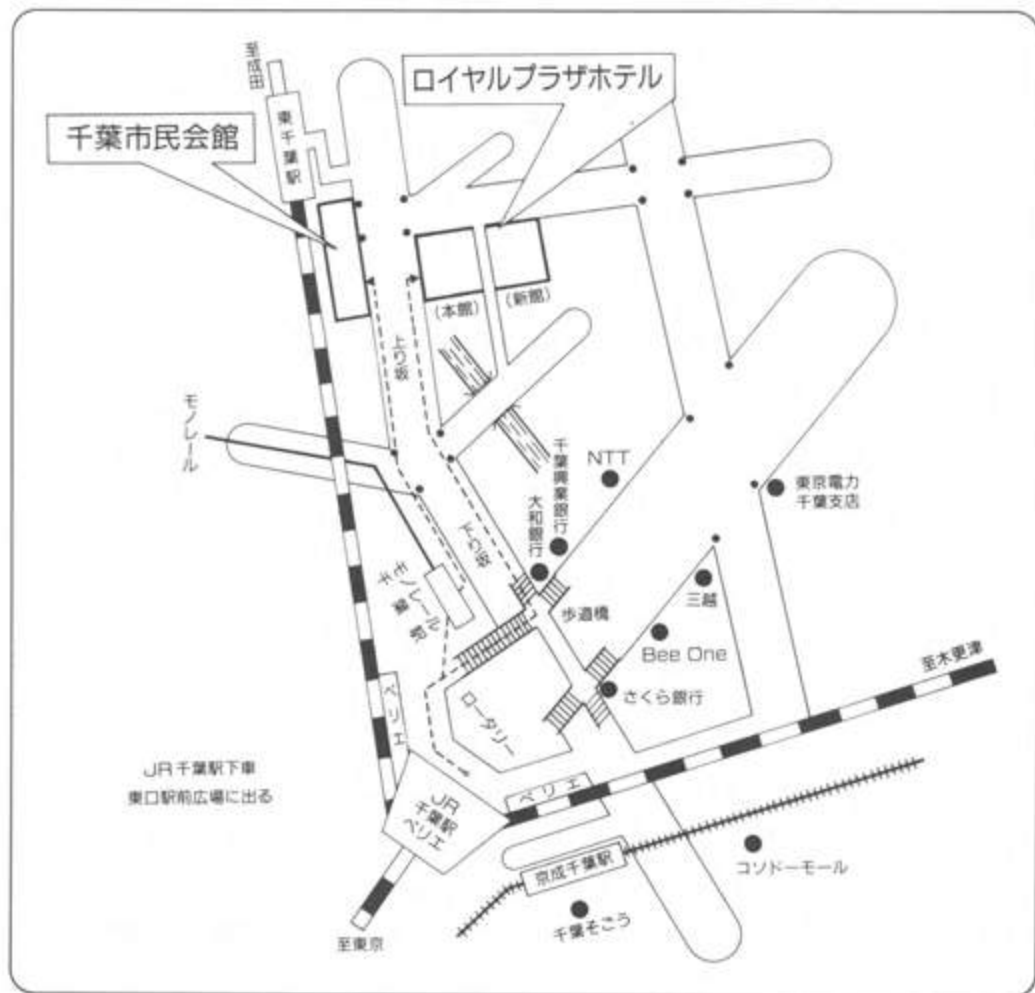 至成田
東千葉駅
ロイヤルプラザホテル
千葉市民会館
(本館)
(新館)
上り坂
モノレール
千葉興業銀行
大和銀行
NTT
東京電力
千葉支店
下り坂
モノレール
千葉駅
歩道橋
三越
Bee One
さくら銀行
至木更津
ペリエ
ロータリー
JR千葉駅下車
東口駅前広場に出る
ペリエ
JR
千葉駅
ペリエ
京成千葉駅
コソドーモール
千葉そごう
至東京